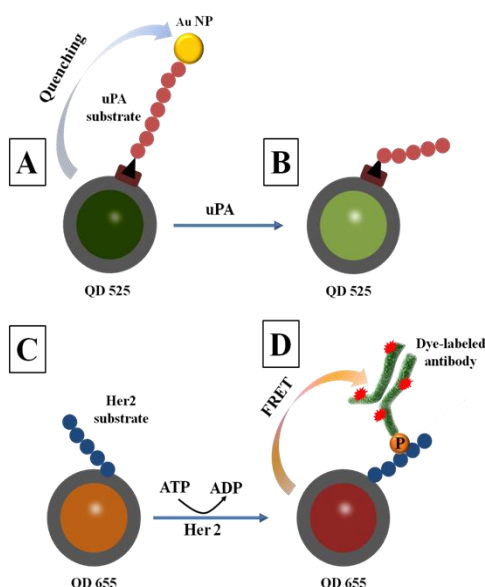 Au NP
Quenching
uPA
substrate
A
B
uPA
QD 525
QD 525
C
D
Her2
substrate
Dye-labeled
antibody
FRET
P
ATP
ADP
Her 2
QD 655
QD 655